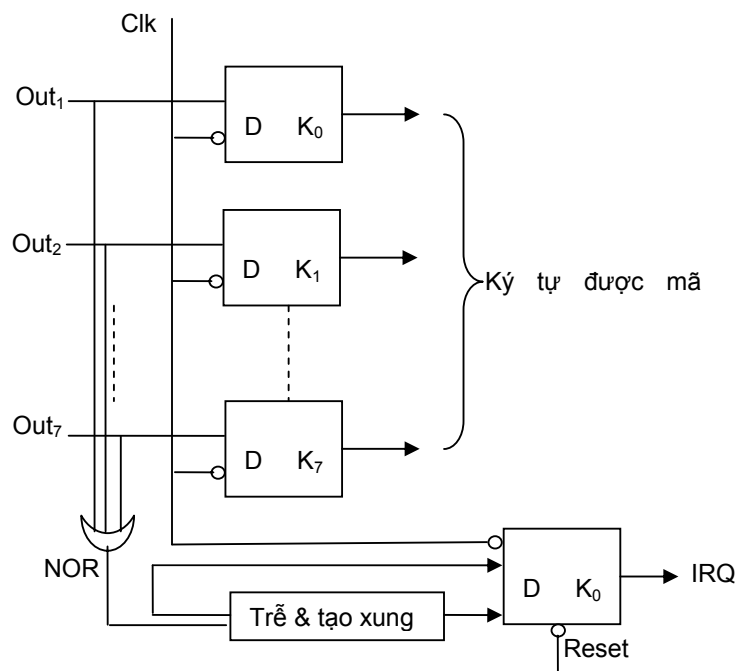 Clk
Out₁
D K₀
Out₂
D K₁
Ký tự được mã
Out₇
D K₇
NOR
Trễ & tạo xung
D K₀
IRQ
Reset